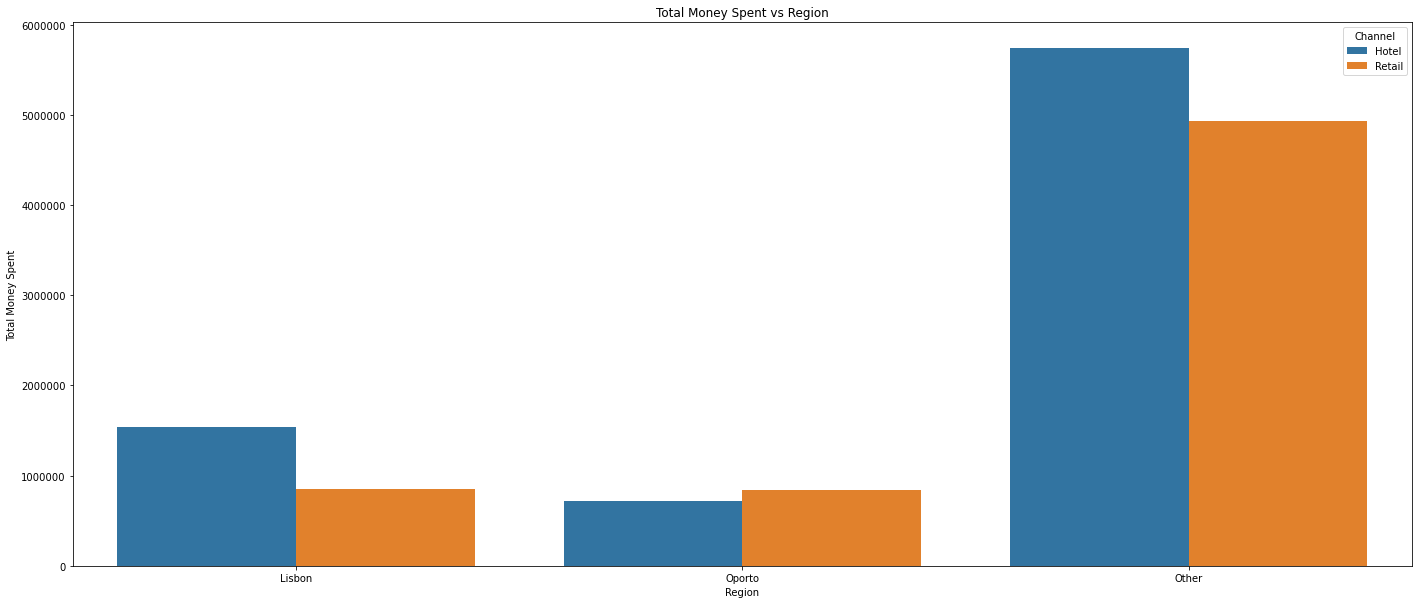 Total Money Spent vs Region
Channel
Hotel
Retail
Total Money Spent
6000000
5000000
4000000
3000000
2000000
1000000
0
Lisbon
Oporto
Other
Region